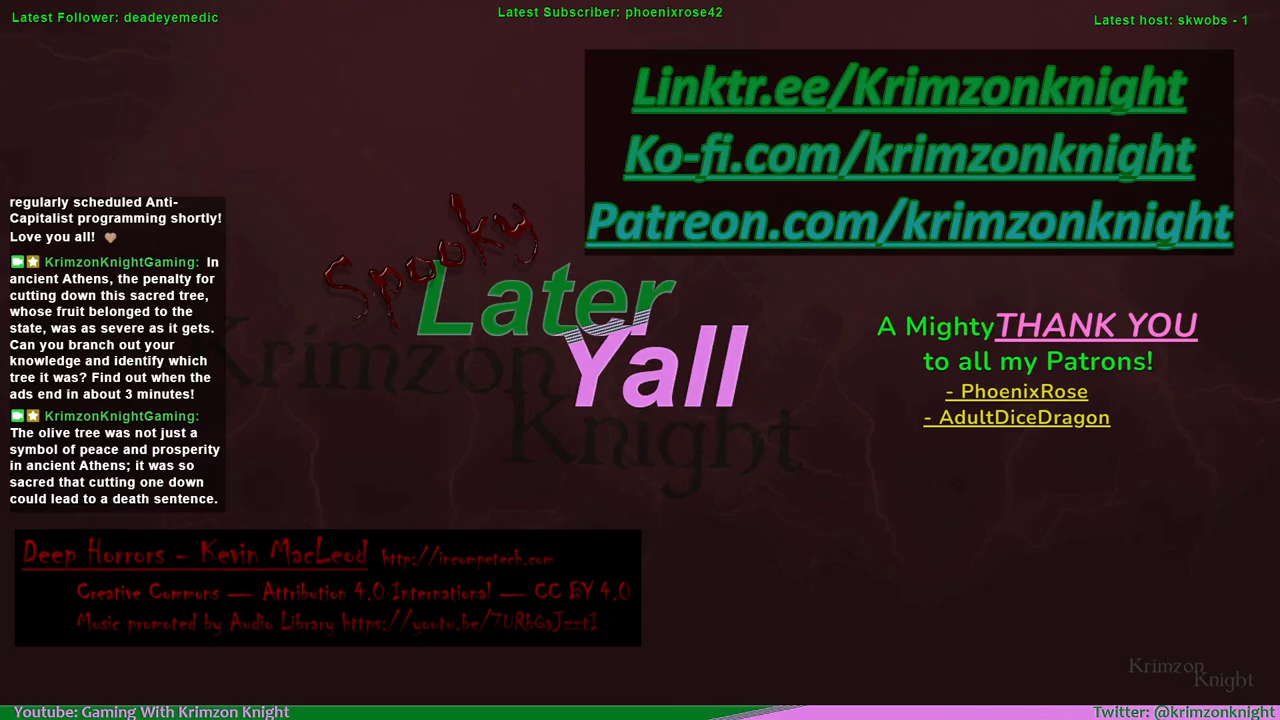 Latest Follower: deadeyemedic
Latest Subscriber: phoenixrose42
Latest host: skwobs - 1
Linktr.ee/Krimzonknight
Ko-fi.com/krimzonknight
Patreon.com/krimzonknight
regularly scheduled Anti-
Capitalist programming shortly!
Love you all!
KrimzonKnightGaming: In
ancient Athens, the penalty for
cutting down this sacred tree,
whose fruit belonged to the
state, was as severe as it gets.
Can you branch out your
knowledge and identify which
tree it was? Find out when the
ads end in about 3 minutes!
KrimzonKnightGaming:
The olive tree was not just a
symbol of peace and prosperity
in ancient Athens; it was so
sacred that cutting one down
could lead to a death sentence.
Spooky
Later
Yall
Krimzon
Knight
A Mighty THANK YOU
to all my Patrons!
- PhoenixRose
- AdultDiceDragon
Deep Horrors - Kevin MacLeod http://incompetech.com
Creative Commons — Attribution 4.0 International — CC BY 4.0
Music promoted by Audio Library
Krimzon
Knight
Youtube: Gaming With Krimzon Knight
Twitter: @krimzonknight